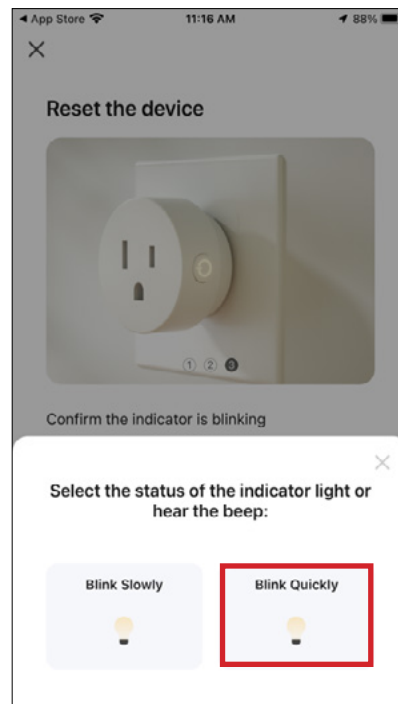 ◀ App Store 11:16 AM 88%
Reset the device
① ② ❸
Confirm the indicator is blinking
Select the status of the indicator light or
hear the beep:
Blink Slowly Blink Quickly